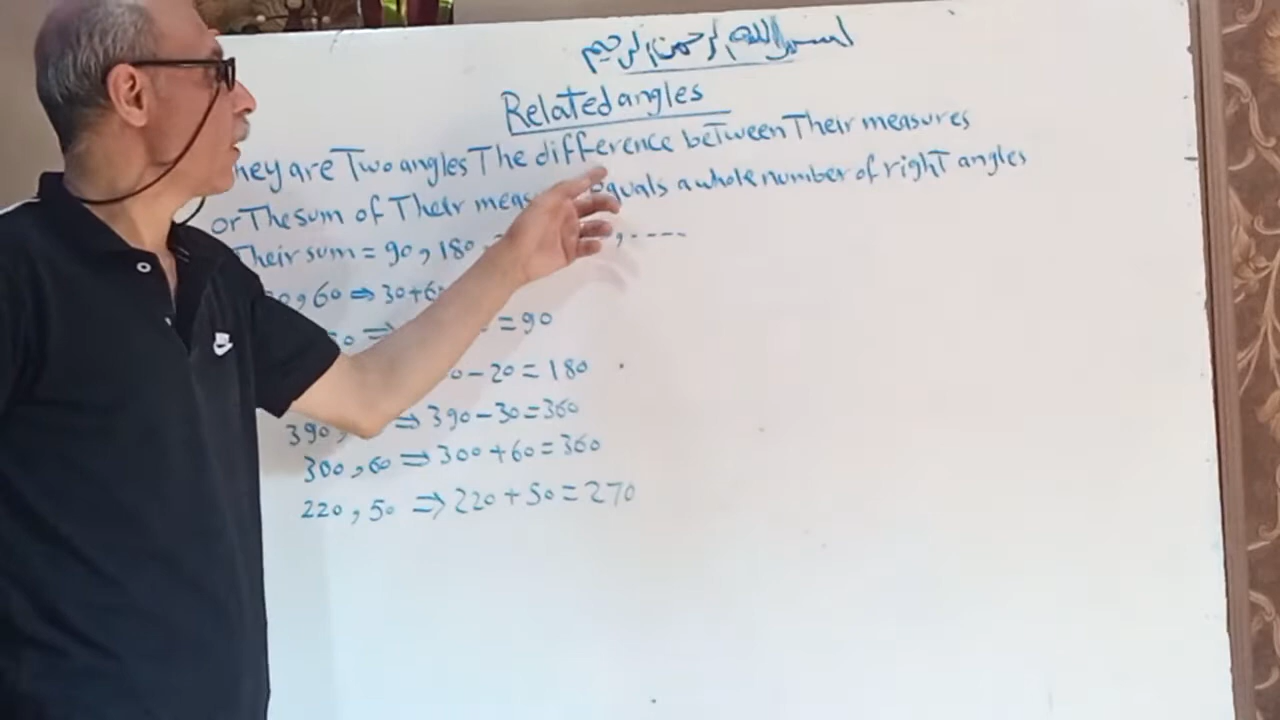 بسم الله الرحمن الرحيم
Related angles
hey are Two angles The difference between Their measures
or The sum of Their meas equals a whole number of right angles
Their sum = 90, 180 , ----
0, 60 ⇒ 30+6
0 ⇒ = 90
0 - 20 = 180
390, ⇒ 390 - 30 = 360
300, 60 ⇒ 300 + 60 = 360
220, 50 ⇒ 220 + 50 = 270